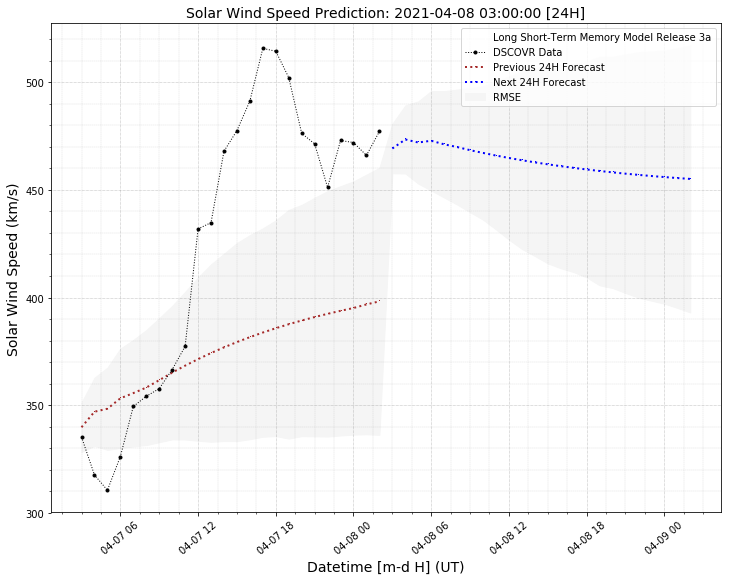 Solar Wind Speed Prediction: 2021-04-08 03:00:00 [24H]
Long Short-Term Memory Model Release 3a
DSCOVR Data
Previous 24H Forecast
Next 24H Forecast
RMSE
Solar Wind Speed (km/s)
500
450
400
350
300
04-07 06
04-07 12
04-07 18
04-08 00
04-08 06
04-08 12
04-08 18
04-09 00
Datetime [m-d H] (UT)